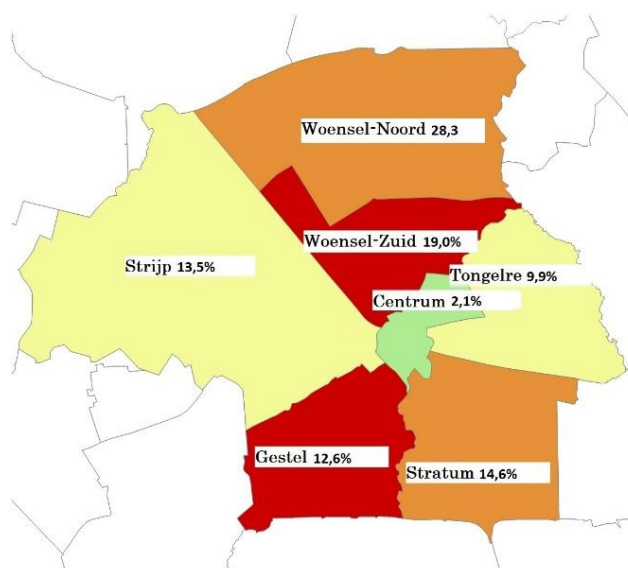 Woensel-Noord 28,3
Woensel-Zuid 19,0%
Strijp 13,5%
Tongelre 9,9%
Centrum 2,1%
Gestel 12,6%
Stratum 14,6%